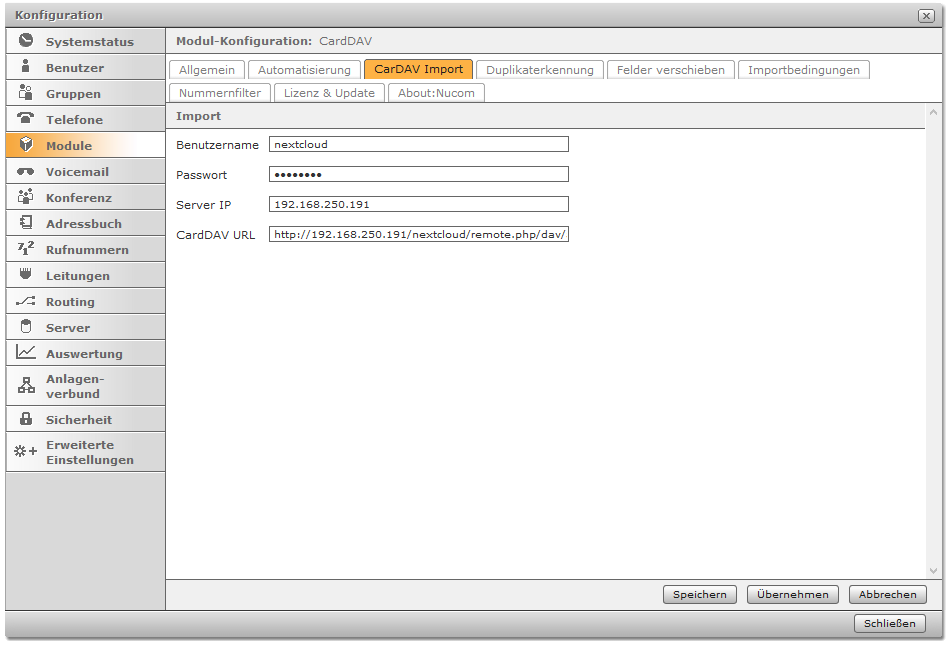 Konfiguration
Systemstatus
Benutzer
Gruppen
Telefone
Module
Voicemail
Konferenz
Adressbuch
Rufnummern
Leitungen
Routing
Server
Auswertung
Anlagen-
verbund
Sicherheit
Erweiterte
Einstellungen
Modul-Konfiguration: CardDAV
Allgemein Automatisierung CarDAV Import Duplikaterkennung Felder verschieben Importbedingungen
Nummernfilter Lizenz & Update About:Nucom
Import
Benutzername nextcloud
Passwort ••••••••
Server IP 192.168.250.191
CardDAV URL http://192.168.250.191/nextcloud/remote.php/dav/
Speichern Übernehmen Abbrechen
Schließen